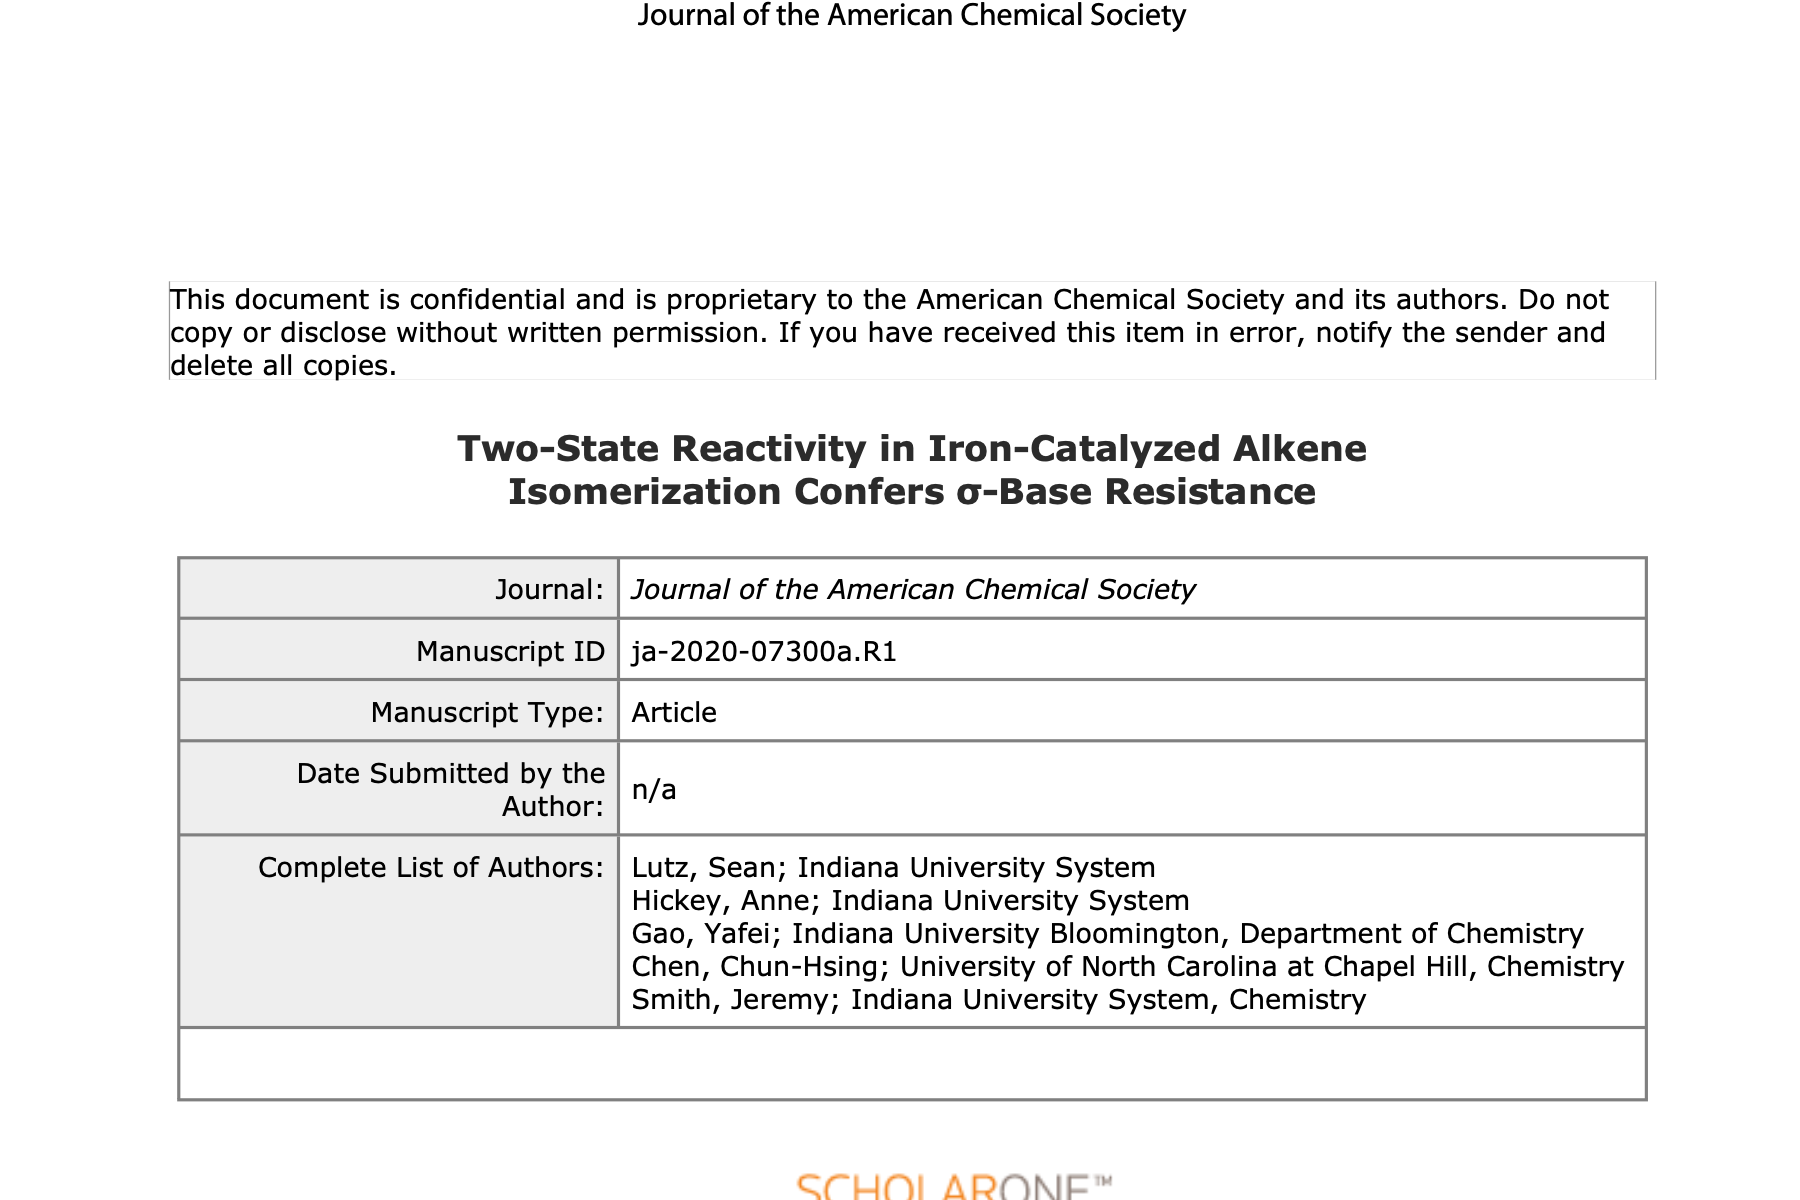 Journal of the American Chemical Society
This document is confidential and is proprietary to the American Chemical Society and its authors. Do not
copy or disclose without written permission. If you have received this item in error, notify the sender and
delete all copies.
Two-State Reactivity in Iron-Catalyzed Alkene
Isomerization Confers σ-Base Resistance
Journal: Journal of the American Chemical Society
Manuscript ID ja-2020-07300a.R1
Manuscript Type: Article
Date Submitted by the
Author: n/a
Complete List of Authors: Lutz, Sean; Indiana University System
Hickey, Anne; Indiana University System
Gao, Yafei; Indiana University Bloomington, Department of Chemistry
Chen, Chun-Hsing; University of North Carolina at Chapel Hill, Chemistry
Smith, Jeremy; Indiana University System, Chemistry
SCHOLARONE™